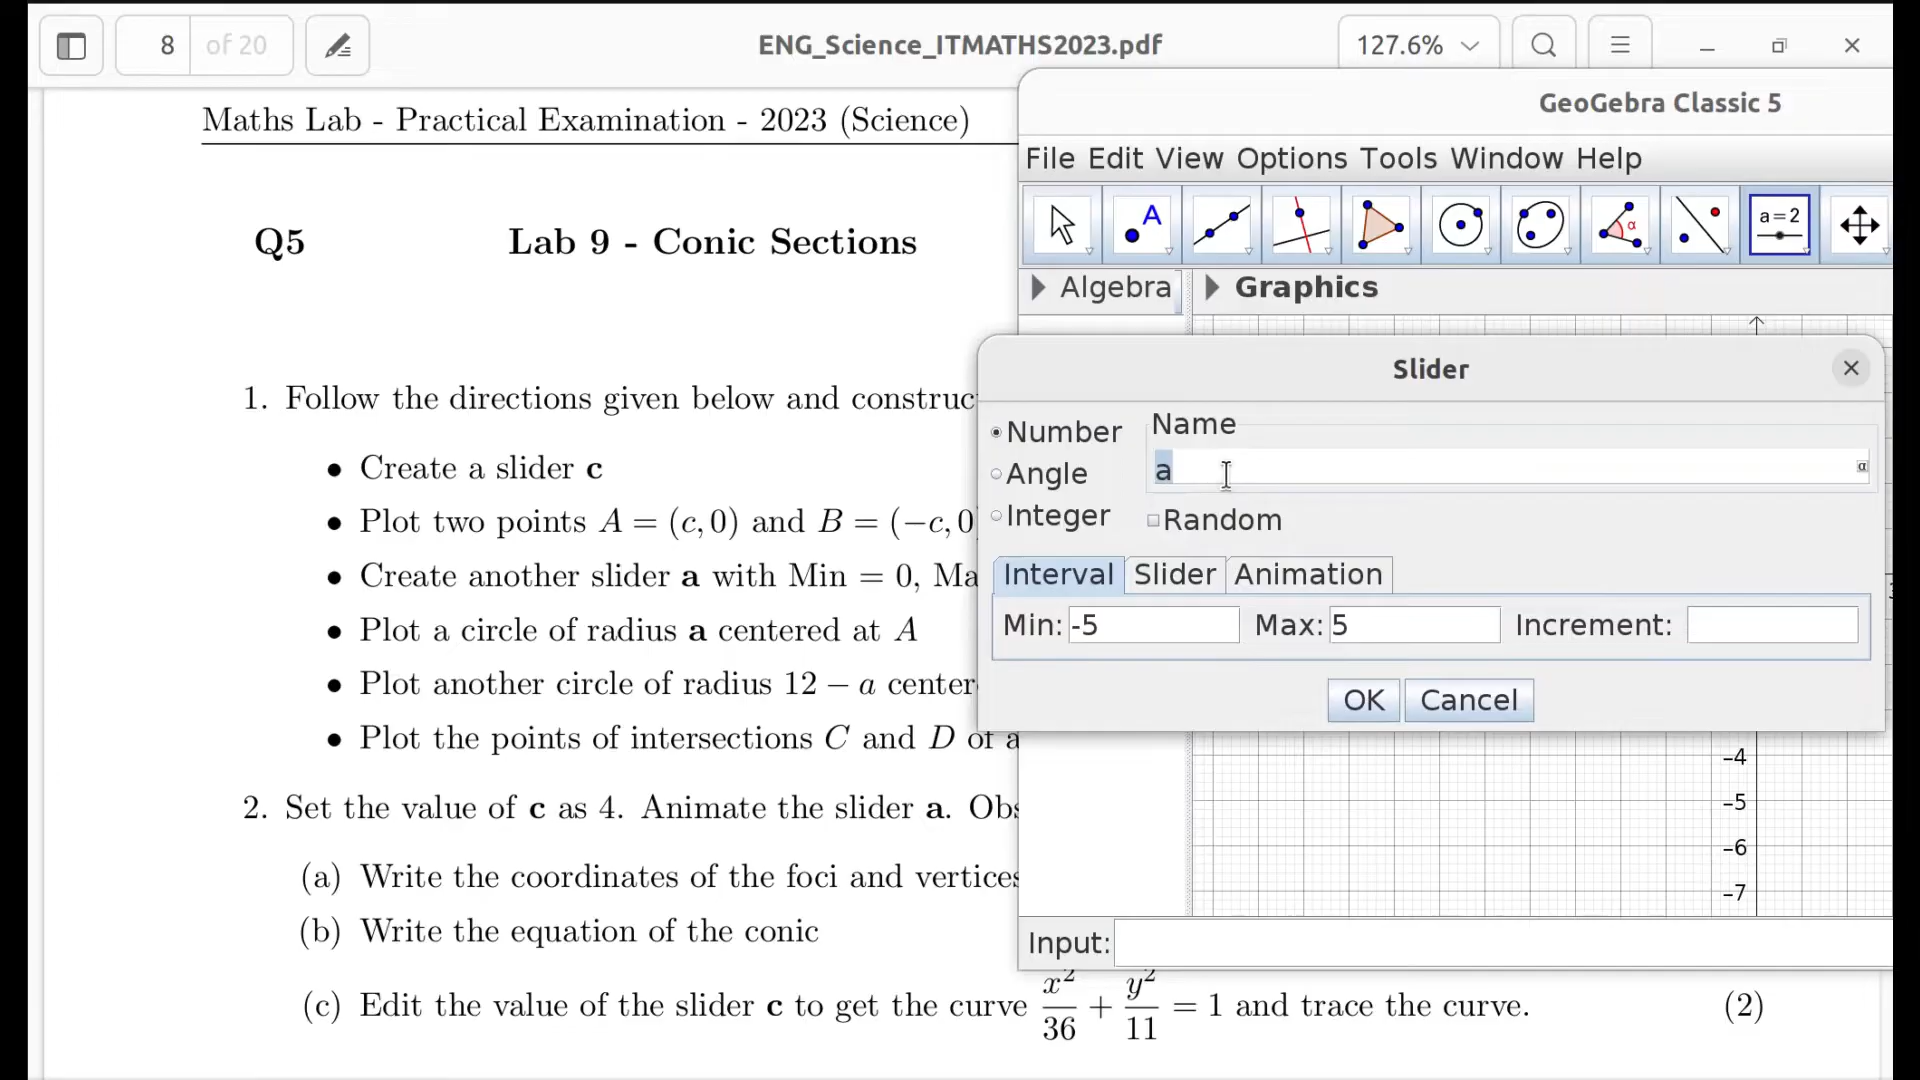 8 of 20
ENG_Science_ITMATHS2023.pdf
127.6%
Maths Lab - Practical Examination - 2023 (Science)
Q5 Lab 9 - Conic Sections
1. Follow the directions given below and construc
• Create a slider c
• Plot two points A = (c, 0) and B = (−c, 0
• Create another slider a with Min = 0, Ma
• Plot a circle of radius a centered at A
• Plot another circle of radius 12 − a center
• Plot the points of intersections C and D of a
2. Set the value of c as 4. Animate the slider a. Obs
(a) Write the coordinates of the foci and vertices
(b) Write the equation of the conic
(c) Edit the value of the slider c to get the curve x²/36 + y²/11 = 1 and trace the curve. (2)
GeoGebra Classic 5
File Edit View Options Tools Window Help
A
α
a=2
Algebra
Graphics
Slider
Number
Angle
Integer
Name
a
α
Random
Interval Slider Animation
Min: -5 Max: 5 Increment:
OK Cancel
-4
-5
-6
-7
Input: